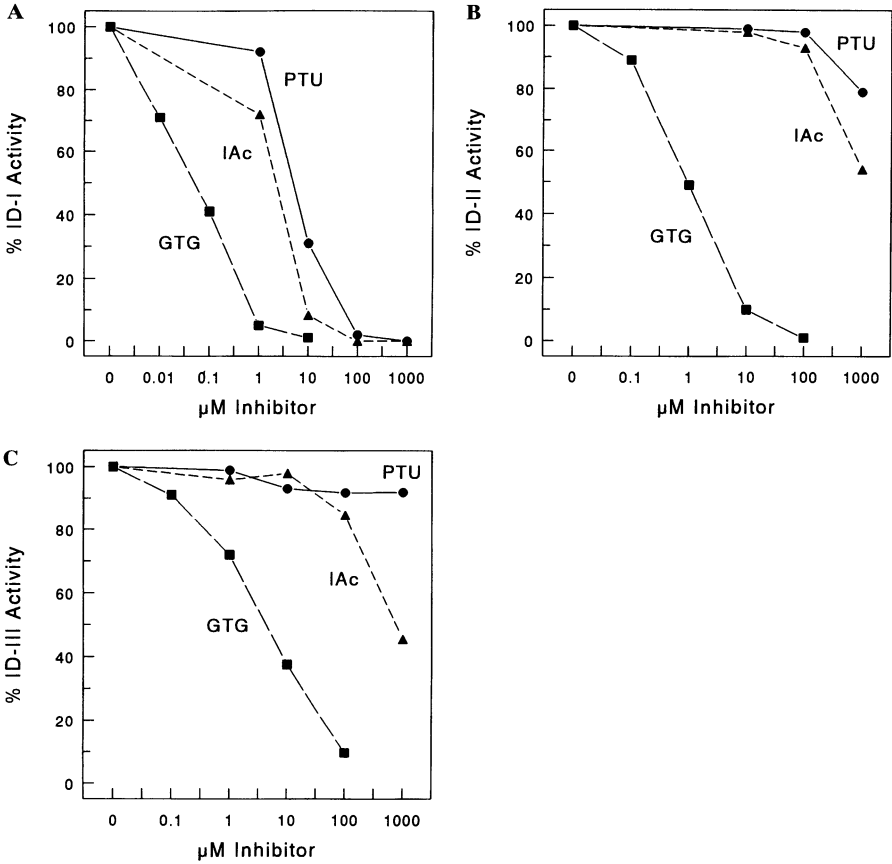 A
% ID-I Activity
100
80
60
40
20
0
PTU
IAc
GTG
0 0.01 0.1 1 10 100 1000
µM Inhibitor
B
% ID-II Activity
100
80
60
40
20
0
PTU
IAc
GTG
0 0.1 1 10 100 1000
µM Inhibitor
C
% ID-III Activity
100
80
60
40
20
0
PTU
IAc
GTG
0 0.1 1 10 100 1000
µM Inhibitor